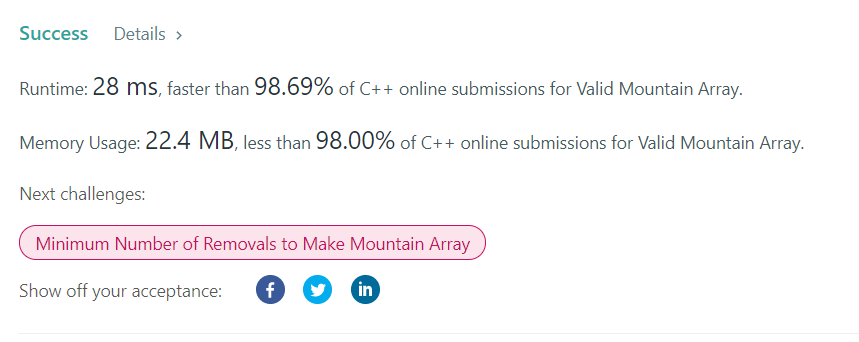 Success Details >
Runtime: 28 ms, faster than 98.69% of C++ online submissions for Valid Mountain Array.
Memory Usage: 22.4 MB, less than 98.00% of C++ online submissions for Valid Mountain Array.
Next challenges:
Minimum Number of Removals to Make Mountain Array
Show off your acceptance: f in